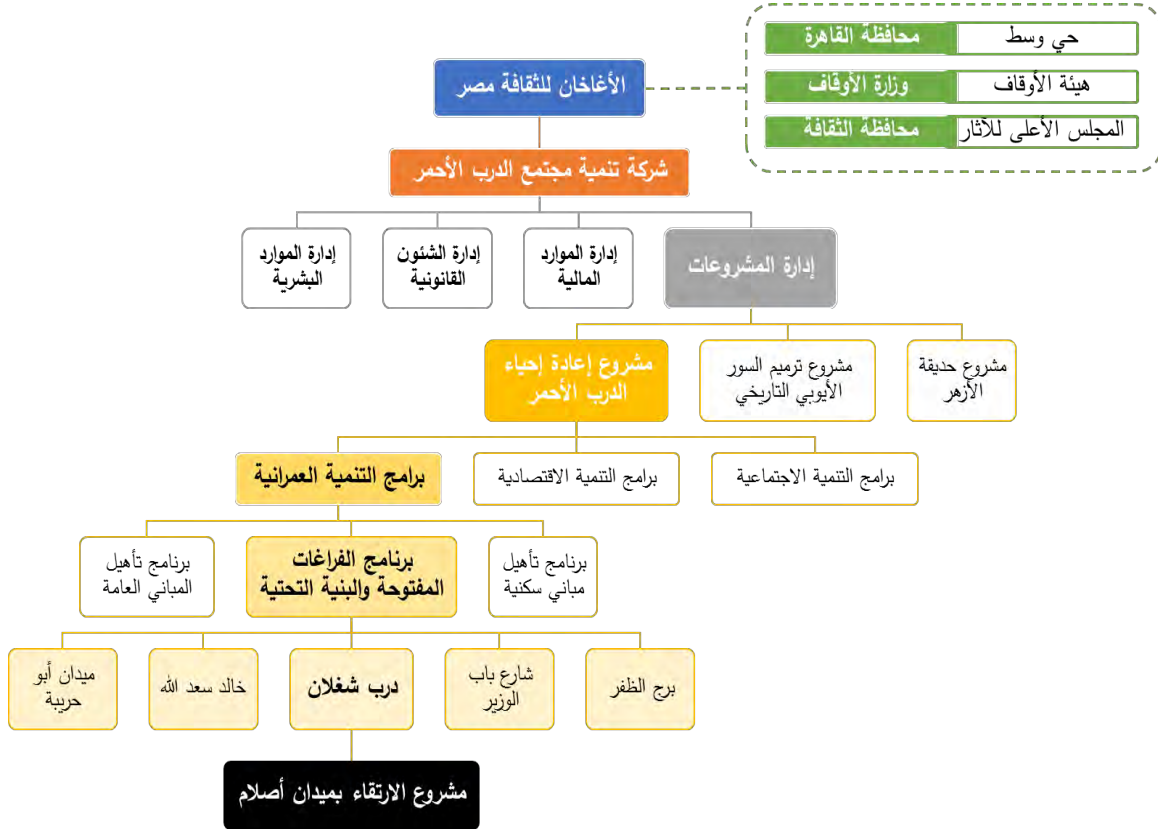 محافظة القاهرة
حي وسط
وزارة الأوقاف
هيئة الأوقاف
محافظة الثقافة
المجلس الأعلى للآثار
الأغاخان للثقافة مصر
شركة تنمية مجتمع الدرب الأحمر
إدارة المشروعات
إدارة الموارد
المالية
إدارة الشئون
القانونية
إدارة الموارد
البشرية
مشروع حديقة
الأزهر
مشروع ترميم السور
الأيوبي التاريخي
مشروع إعادة إحياء
الدرب الأحمر
برامج التنمية الاجتماعية
برامج التنمية الاقتصادية
برامج التنمية العمرانية
برنامج تأهيل
مباني سكنية
برنامج الفراغات
المفتوحة والبنية التحتية
برنامج تأهيل
المباني العامة
برج الظفر
شارع باب
الوزير
درب شغلان
خالد سعد الله
ميدان أبو
حريبة
مشروع الارتقاء بميدان أصلام